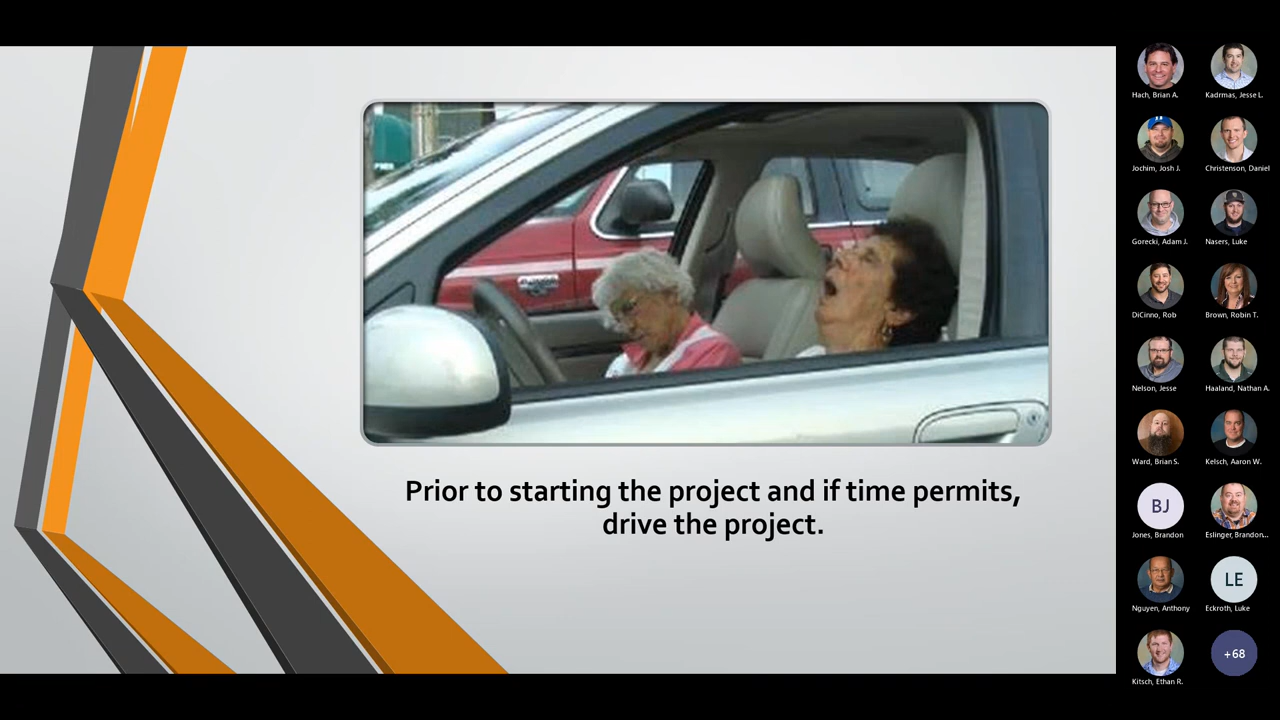 Prior to starting the project and if time permits,
drive the project.
Hach, Brian A.
Kadrmas, Jesse L.
Jochim, Josh J.
Christenson, Daniel
Gorecki, Adam J.
Nasers, Luke
DiCinno, Rob
Brown, Robin T.
Nelson, Jesse
Haaland, Nathan A.
Ward, Brian S.
Kelsch, Aaron W.
BJ
Jones, Brandon
Eslinger, Brandon...
Nguyen, Anthony
LE
Eckroth, Luke
Kitsch, Ethan R.
+68